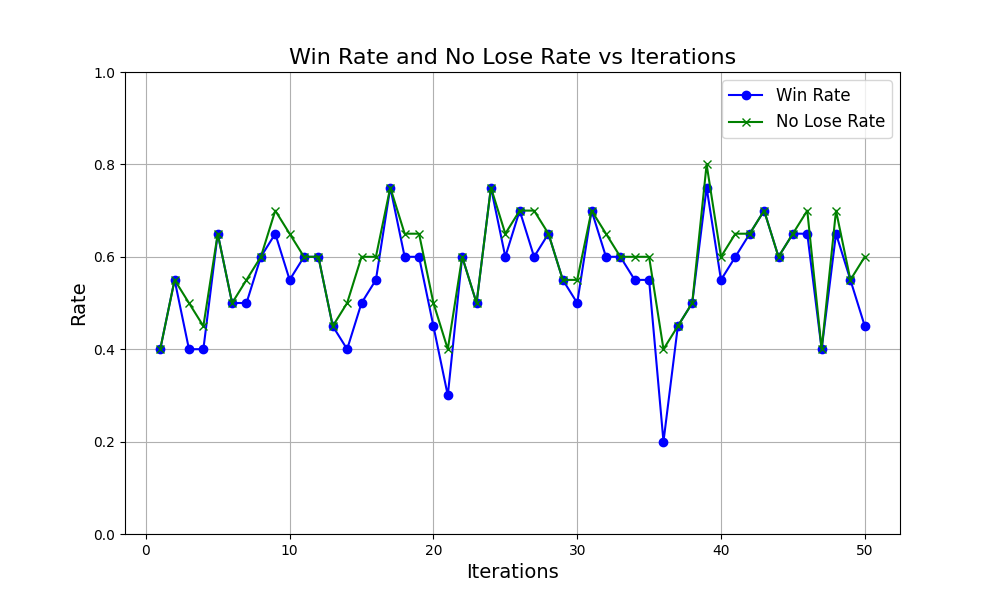 Win Rate and No Lose Rate vs Iterations
1.0
Win Rate
No Lose Rate
0.8
0.6
Rate
0.4
0.2
0.0
0 10 20 30 40 50
Iterations